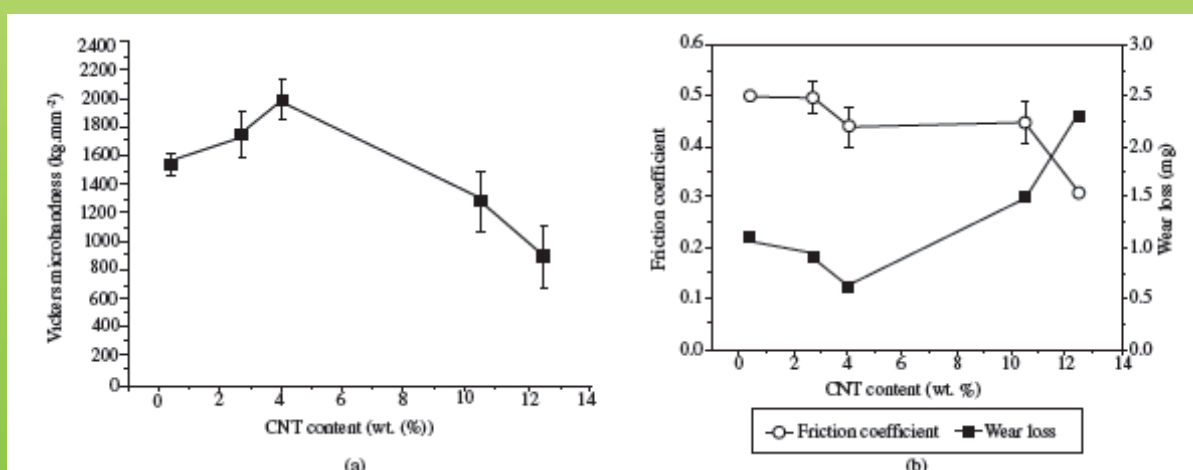 2400
2200
2000
1800
1600
1400
1200
1000
800
600
400
200
0
Vickers microhandness (kg.mm-2)
0 2 4 6 8 10 12 14
CNT content (wt. (%))
(a)
0.6
0.5
0.4
0.3
0.2
0.1
0.0
Friction coefficient
3.0
2.5
2.0
1.5
1.0
0.5
0.0
Wear loss (mg)
0 2 4 6 8 10 12 14
CNT content (wt. %)
Friction coefficient Wear loss
(b)